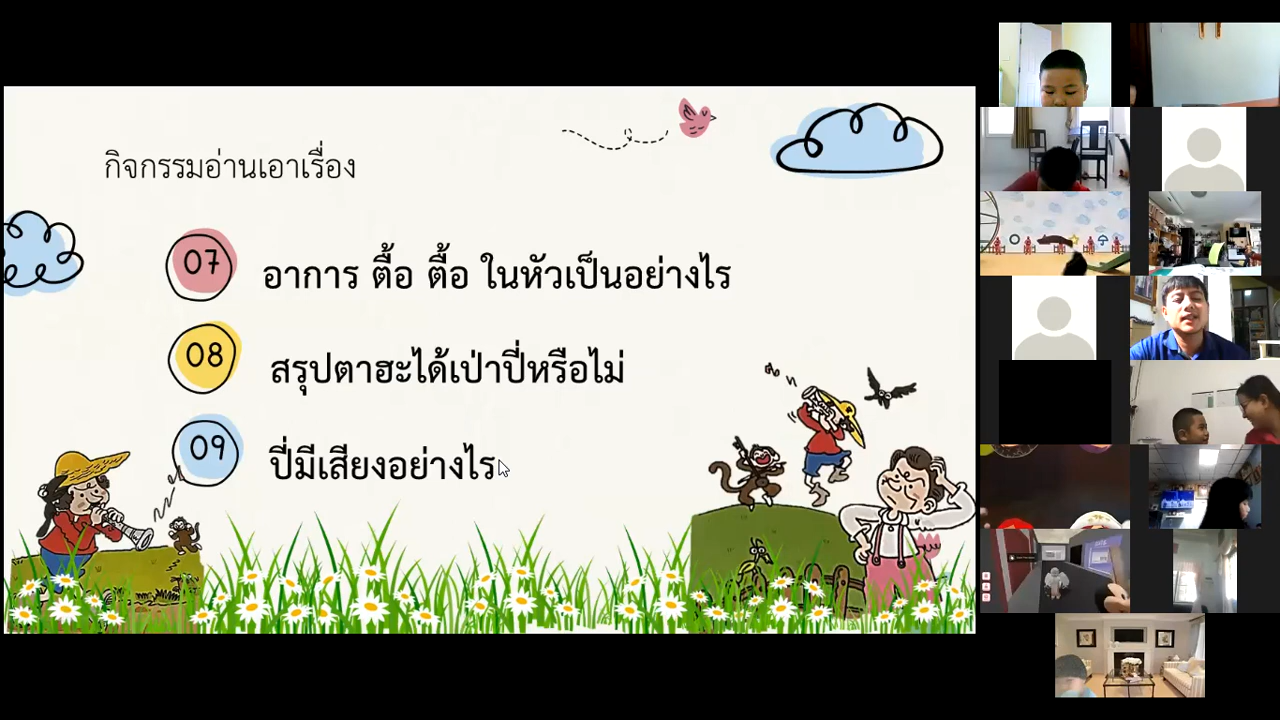 กิจกรรมอ่านเอาเรื่อง
07
อาการ ตื้อ ตื้อ ในหัวเป็นอย่างไร
08
สรุปตาฮะได้เป่าปี่หรือไม่
09
ปี่มีเสียงอย่างไร